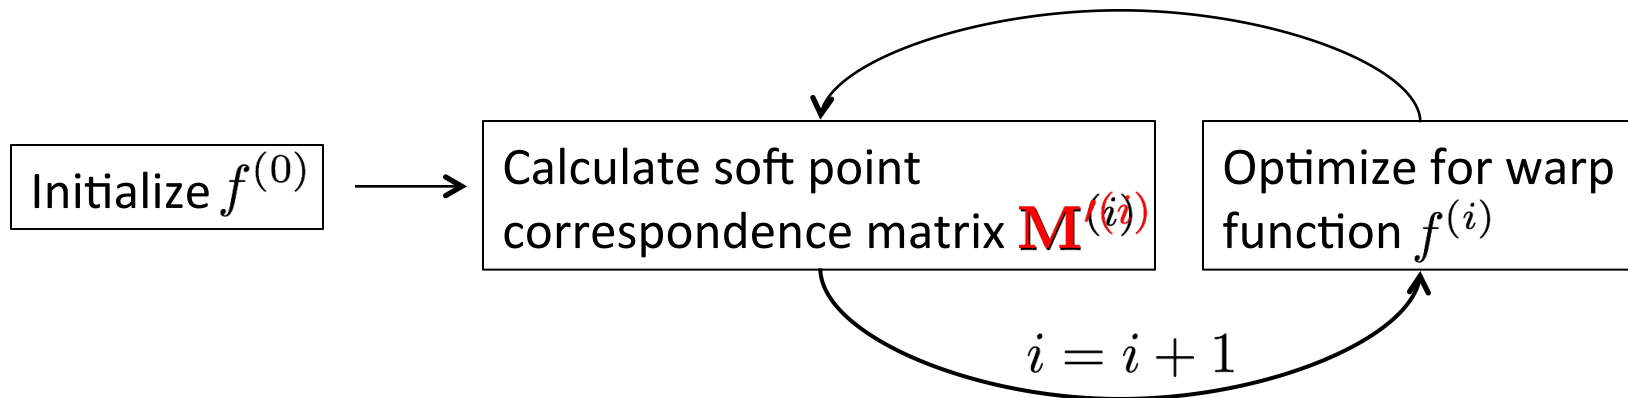 Initialize f^(0)
Calculate soft point
correspondence matrix M'^(i)
Optimize for warp
function f^(i)
i = i + 1